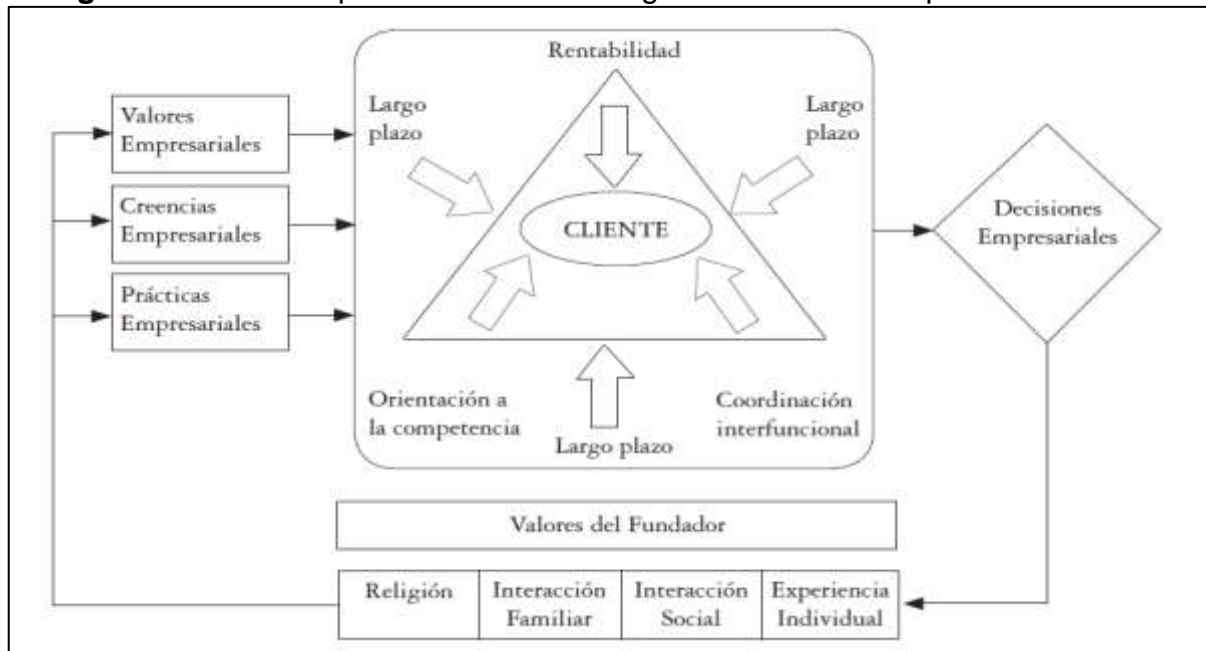 Rentabilidad
Largo
plazo
Largo
plazo
Valores
Empresariales
Creencias
Empresariales
Prácticas
Empresariales
CLIENTE
Decisiones
Empresariales
Orientación a
la competencia
Largo plazo
Coordinación
interfuncional
Valores del Fundador
Religión
Interacción
Familiar
Interacción
Social
Experiencia
Individual